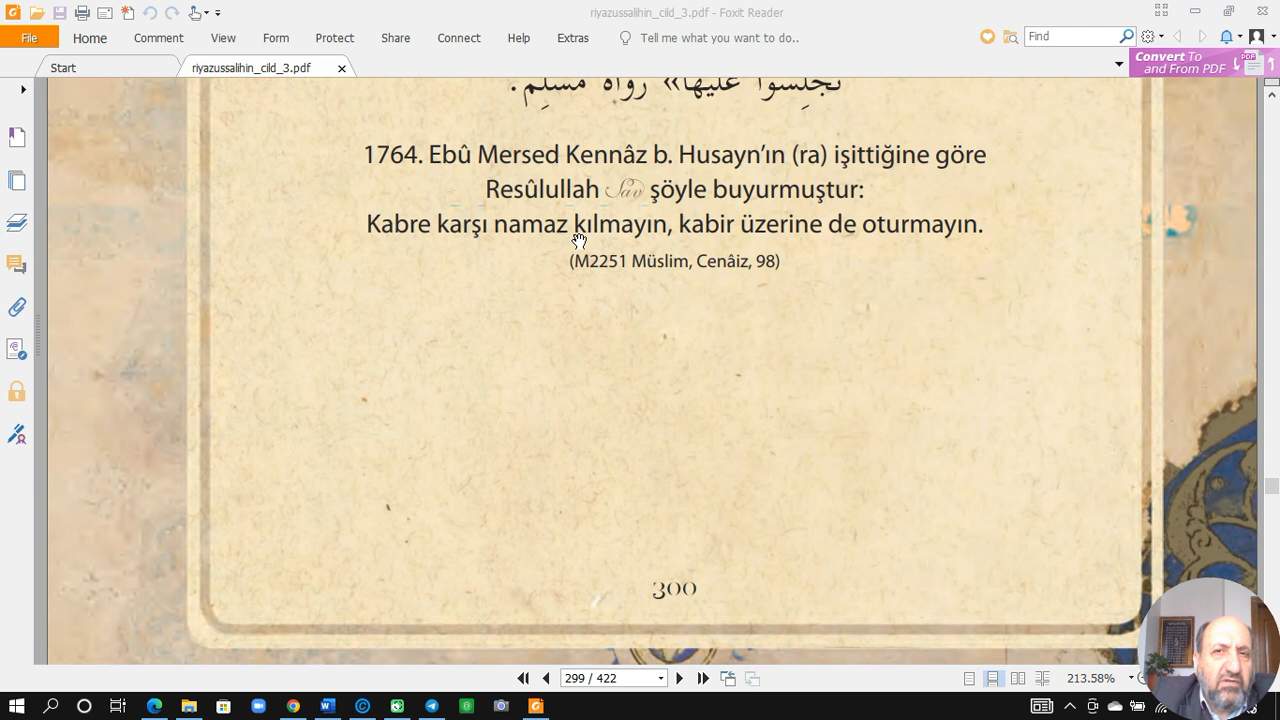 riyazussalihin_cild_3.pdf - Foxit Reader
File Home Comment View Form Protect Share Connect Help Extras Tell me what you want to do.. Find
Start riyazussalihin_cild_3.pdf
Convert To
and From PDF
تَجْلِسُوا عَلَيْهَا» رَوَاهُ مُسْلِم.
1764. Ebû Mersed Kennâz b. Husayn’ın (ra) işittiğine göre
Resûlullah Sav şöyle buyurmuştur:
Kabre karşı namaz kılmayın, kabir üzerine de oturmayın.
(M2251 Müslim, Cenâiz, 98)
300
299 / 422
213.58%